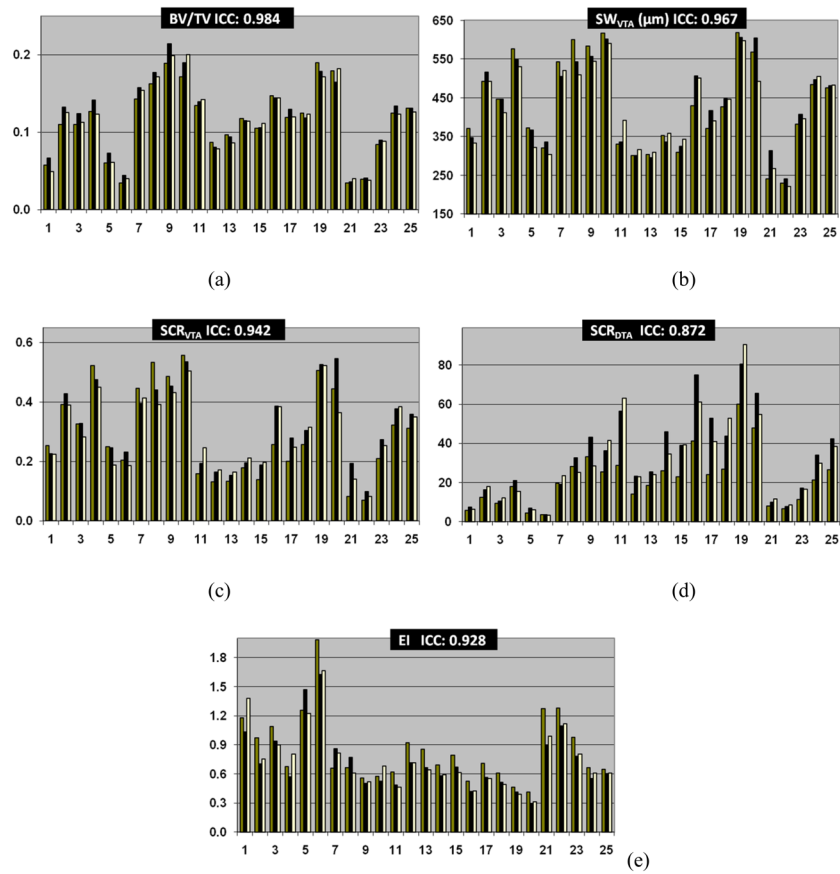 BV/TV ICC: 0.984
0.2
0.1
0.0
1 3 5 7 9 11 13 15 17 19 21 23 25
(a)
SWVTA (μm) ICC: 0.967
650
550
450
350
250
150
1 3 5 7 9 11 13 15 17 19 21 23 25
(b)
SCRVTA ICC: 0.942
0.6
0.4
0.2
0.0
1 3 5 7 9 11 13 15 17 19 21 23 25
(c)
SCRDTA ICC: 0.872
80
60
40
20
0
1 3 5 7 9 11 13 15 17 19 21 23 25
(d)
EI ICC: 0.928
1.8
1.5
1.2
0.9
0.6
0.3
0.0
1 3 5 7 9 11 13 15 17 19 21 23 25
(e)